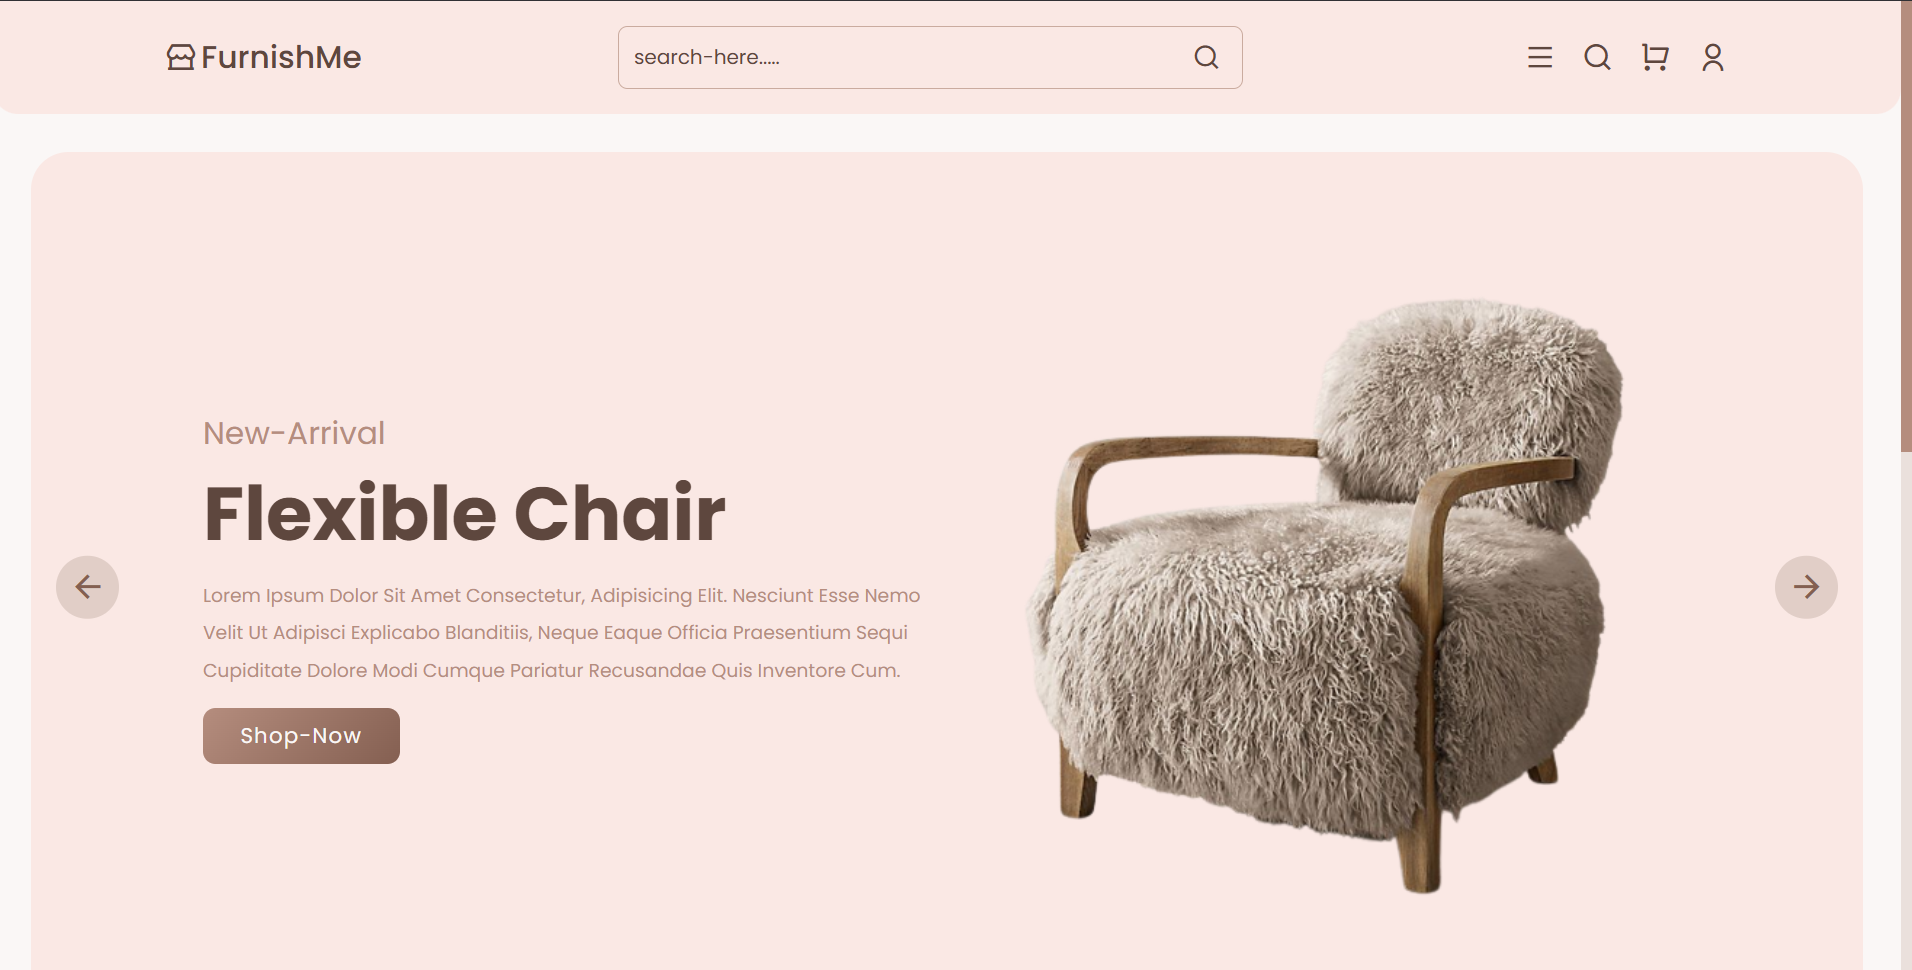 FurnishMe
search-here.....
New-Arrival
Flexible Chair
Lorem Ipsum Dolor Sit Amet Consectetur, Adipisicing Elit. Nesciunt Esse Nemo
Velit Ut Adipisci Explicabo Blanditiis, Neque Eaque Officia Praesentium Sequi
Cupiditate Dolore Modi Cumque Pariatur Recusandae Quis Inventore Cum.
Shop-Now